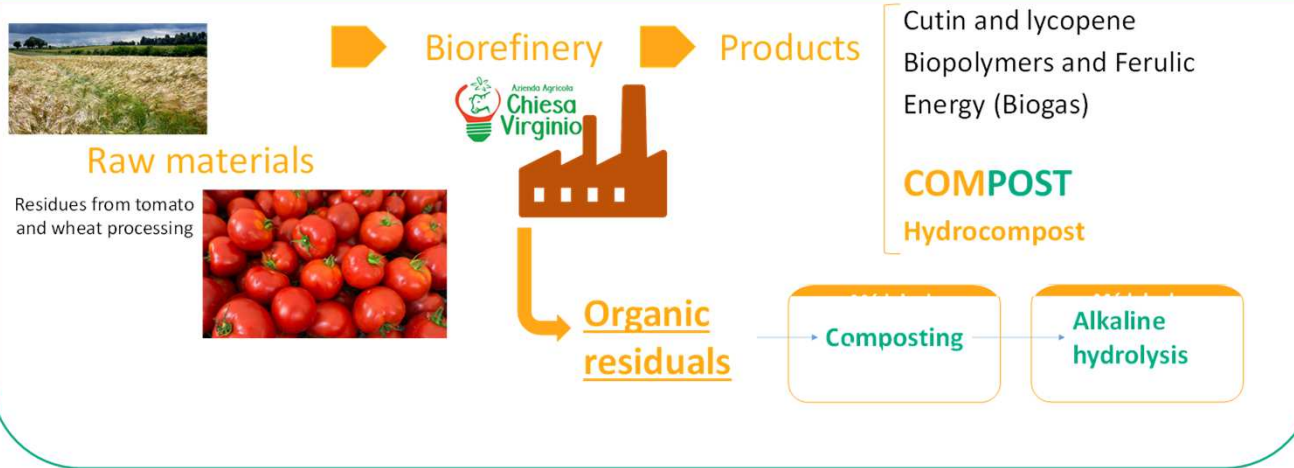 Raw materials
Residues from tomato
and wheat processing
Biorefinery
Azienda Agricola
Chiesa
Virginio
Products
Cutin and lycopene
Biopolymers and Ferulic
Energy (Biogas)
COMPOST
Hydrocompost
Organic
residuals
Composting
Alkaline
hydrolysis